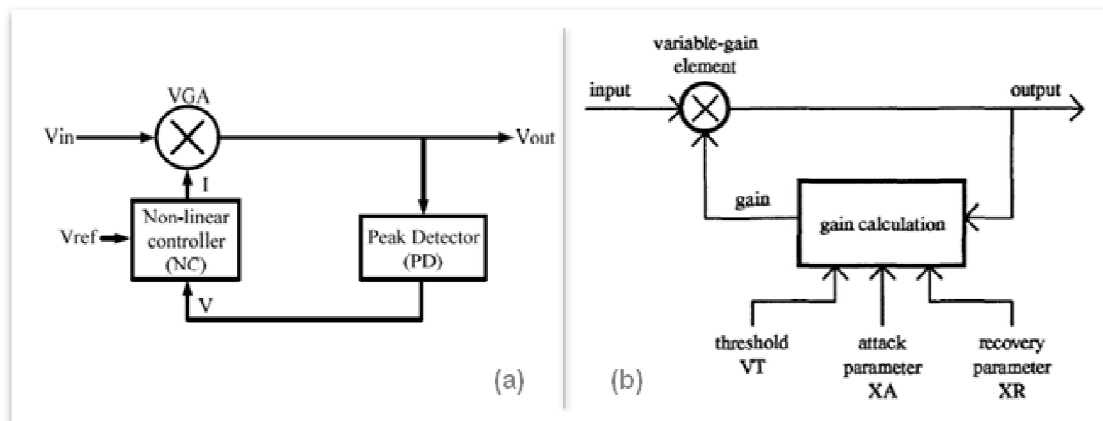 VGA
Vin
Vout
I
Non-linear
controller
(NC)
Vref
Peak Detector
(PD)
V
(a)
variable-gain
element
input
output
gain
gain calculation
threshold
VT
attack
parameter
XA
recovery
parameter
XR
(b)